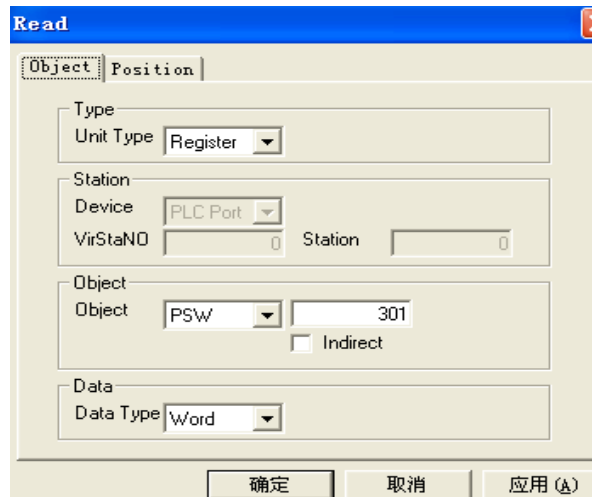 Read
Object Position
Type
Unit Type Register
Station
Device PLC Port
VirStaNO 0 Station 0
Object
Object PSW 301
Indirect
Data
Data Type Word
确定 取消 应用(A)